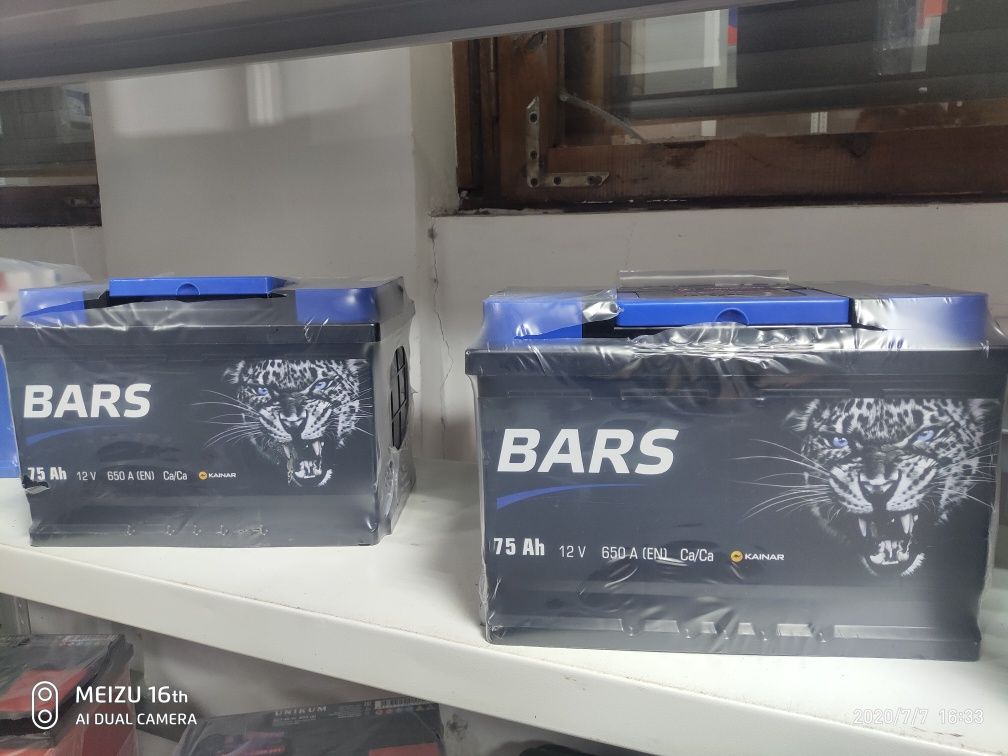 BARS
75 Ah 12 V 650 A (EN) Ca/Ca KAINAR
BARS
75 Ah 12 V 650 A (EN) Ca/Ca KAINAR
UNIKUM
MEIZU 16th
AI DUAL CAMERA
2020/7/7 16:33